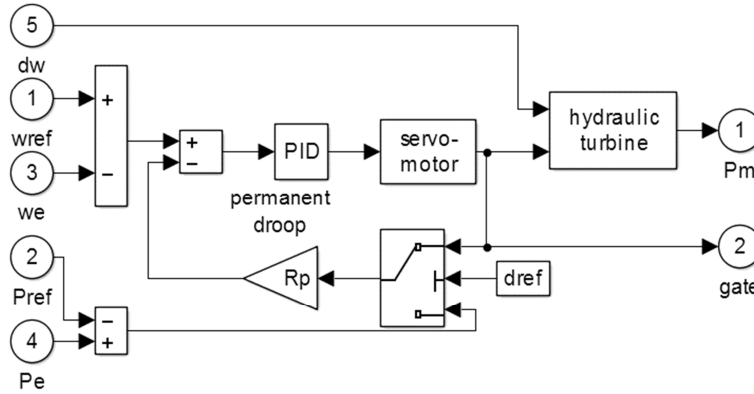 5
dw
1
wref
3
we
2
Pref
4
Pe
+
−
+
−
PID
permanent
droop
servo-
motor
hydraulic
turbine
1
Pm
Rp
dref
2
gate
−
+